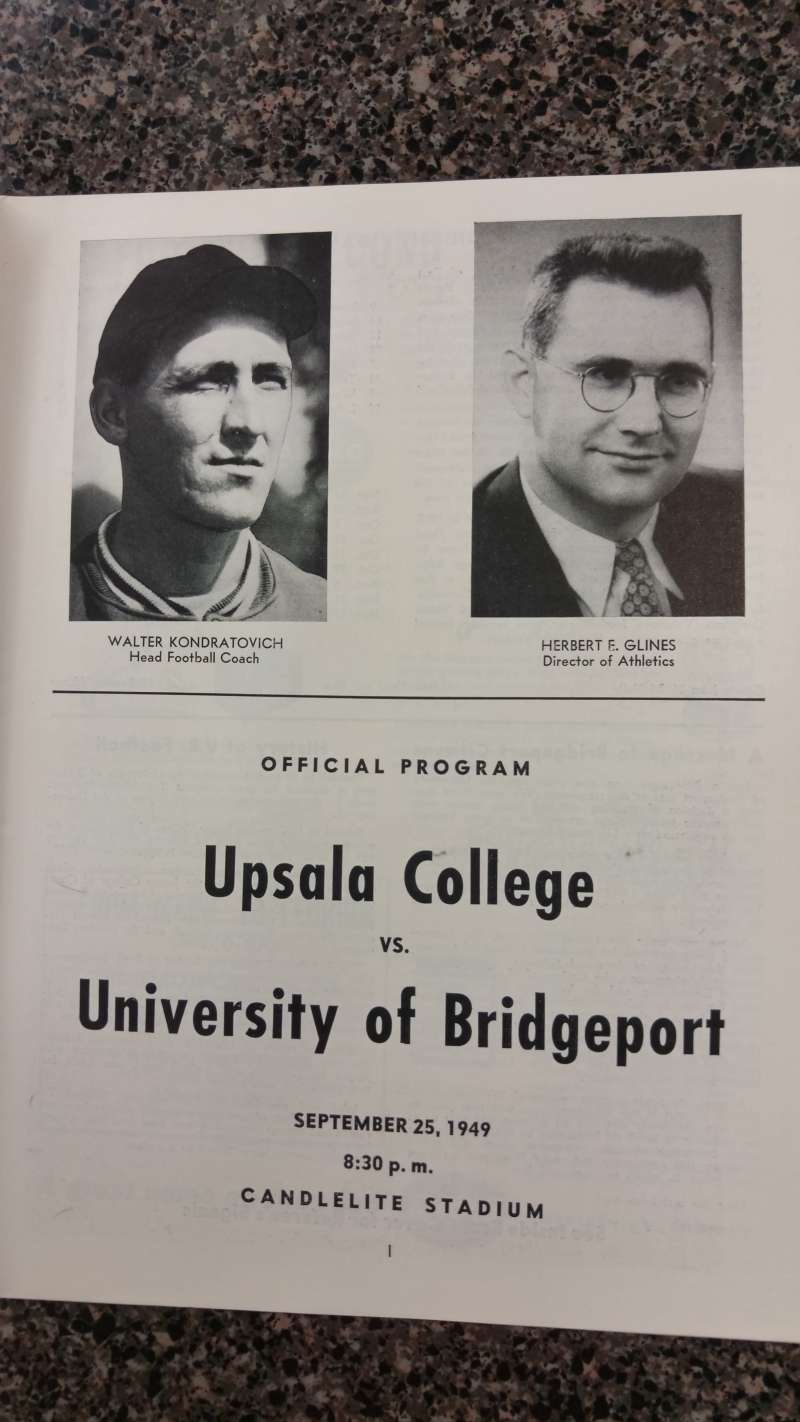 WALTER KONDRATOVICH
Head Football Coach
HERBERT E. GLINES
Director of Athletics
OFFICIAL PROGRAM
Upsala College
vs.
University of Bridgeport
SEPTEMBER 25, 1949
8:30 p. m.
CANDLELITE STADIUM
1